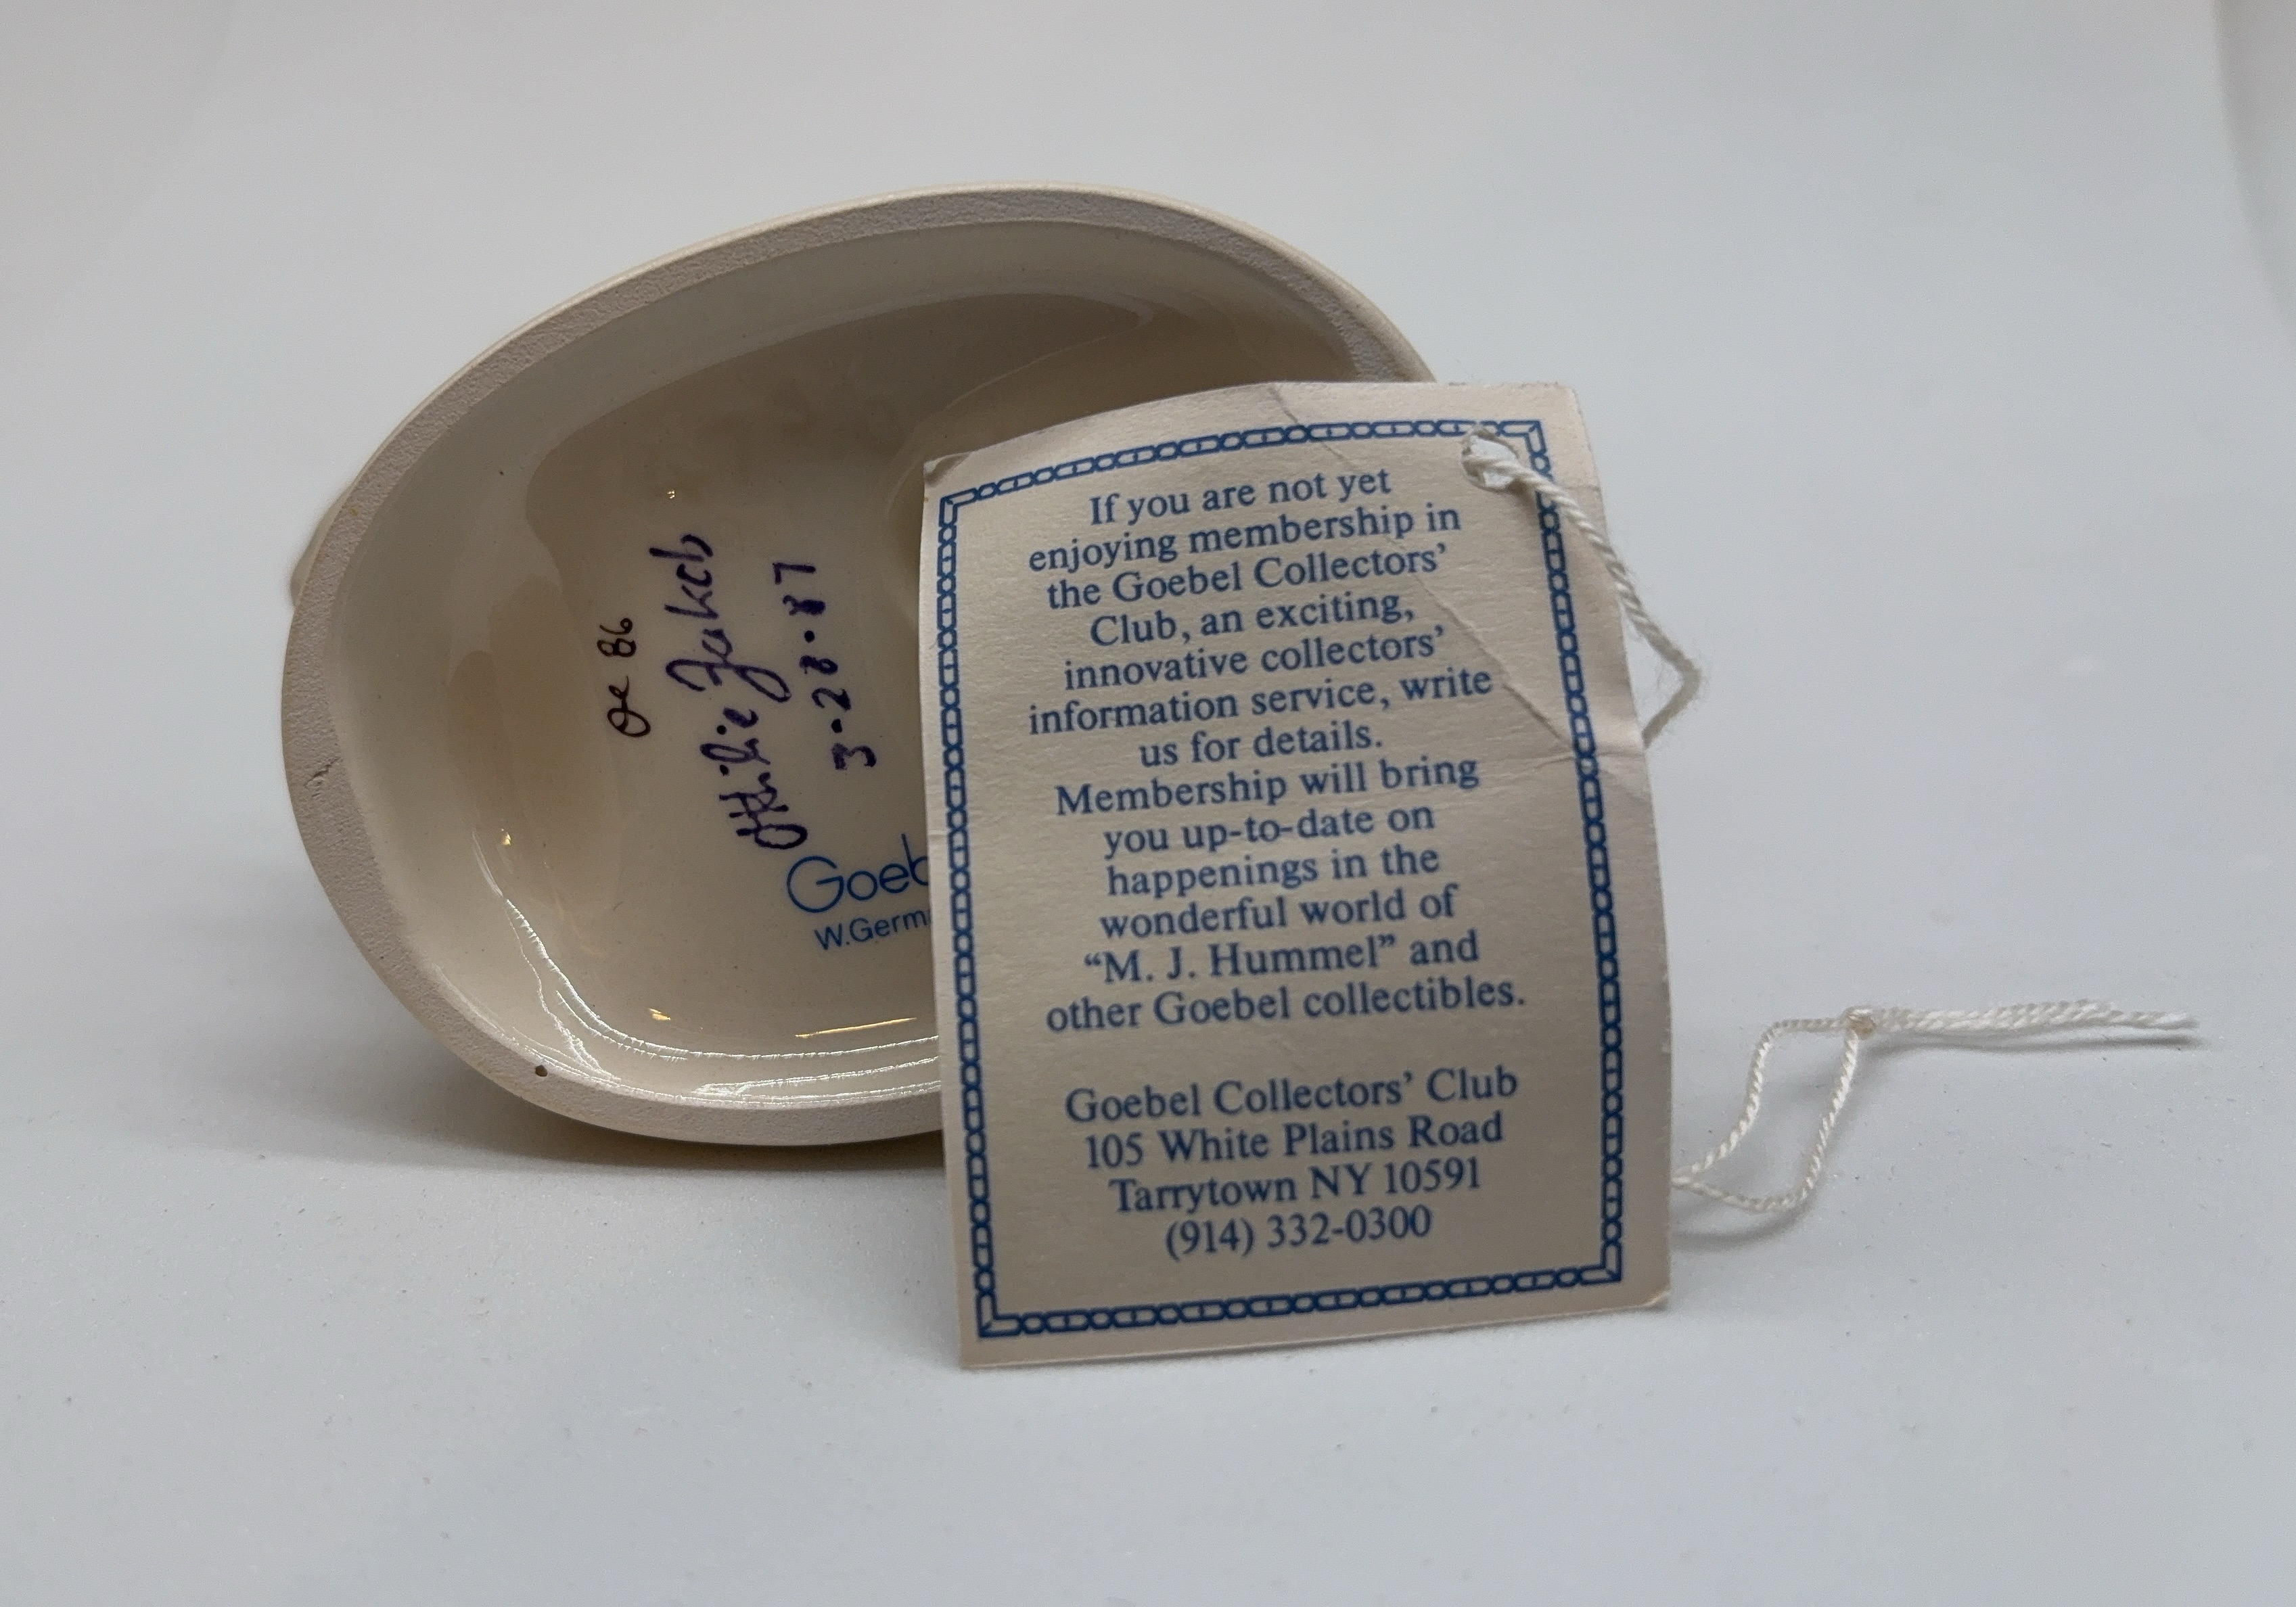 Oe 86
Ottilie Jakob
3·28·87
Goeb
W.Germ
If you are not yet
enjoying membership in
the Goebel Collectors'
Club, an exciting,
innovative collectors'
information service, write
us for details.
Membership will bring
you up-to-date on
happenings in the
wonderful world of
“M. J. Hummel” and
other Goebel collectibles.
Goebel Collectors' Club
105 White Plains Road
Tarrytown NY 10591
(914) 332-0300